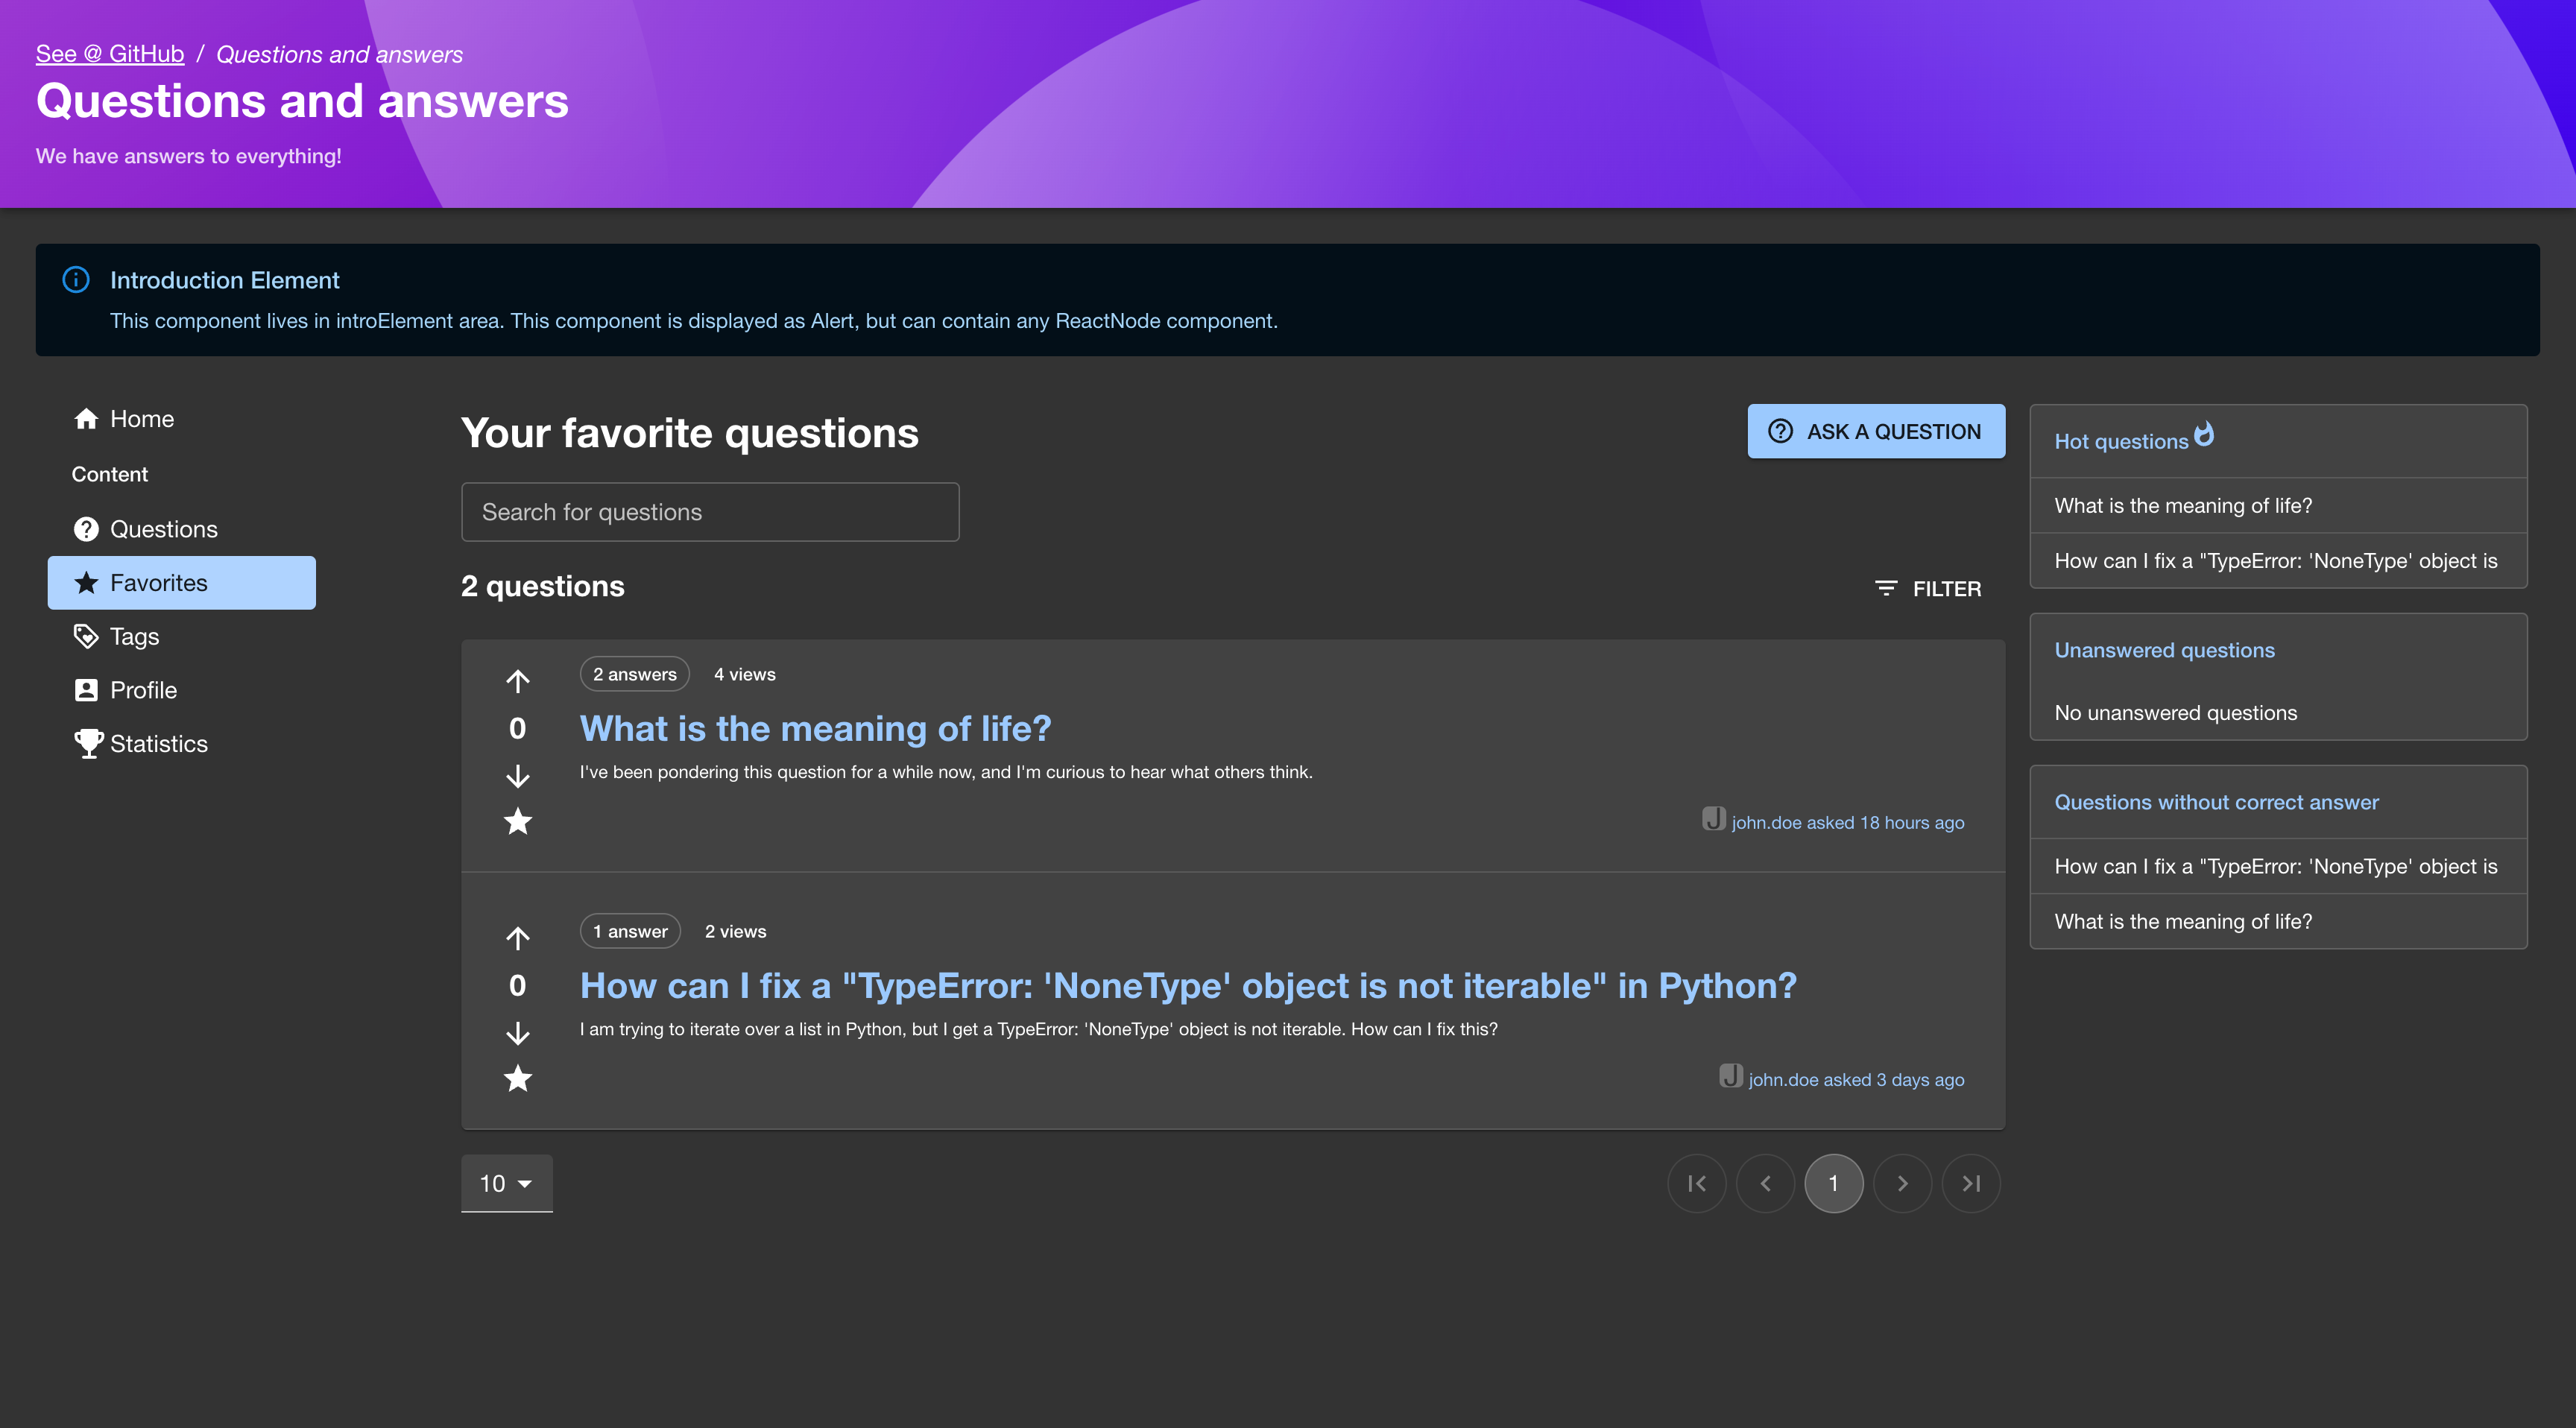 See @ GitHub / Questions and answers
Questions and answers
We have answers to everything!
Introduction Element
This component lives in introElement area. This component is displayed as Alert, but can contain any ReactNode component.
Home
Content
Questions
Favorites
Tags
Profile
Statistics
Your favorite questions
ASK A QUESTION
Search for questions
2 questions
FILTER
2 answers 4 views
0
What is the meaning of life?
I've been pondering this question for a while now, and I'm curious to hear what others think.
J john.doe asked 18 hours ago
1 answer 2 views
0
How can I fix a "TypeError: 'NoneType' object is not iterable" in Python?
I am trying to iterate over a list in Python, but I get a TypeError: 'NoneType' object is not iterable. How can I fix this?
J john.doe asked 3 days ago
10
1
Hot questions
What is the meaning of life?
How can I fix a "TypeError: 'NoneType' object is
Unanswered questions
No unanswered questions
Questions without correct answer
How can I fix a "TypeError: 'NoneType' object is
What is the meaning of life?